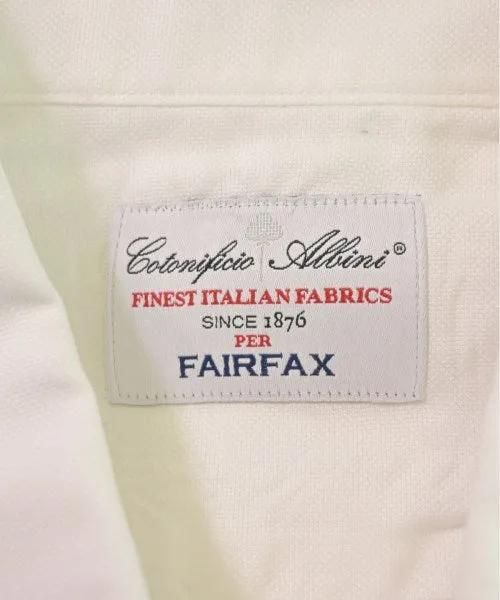 Cotonificio Albini®
FINEST ITALIAN FABRICS
SINCE 1876
PER
FAIRFAX